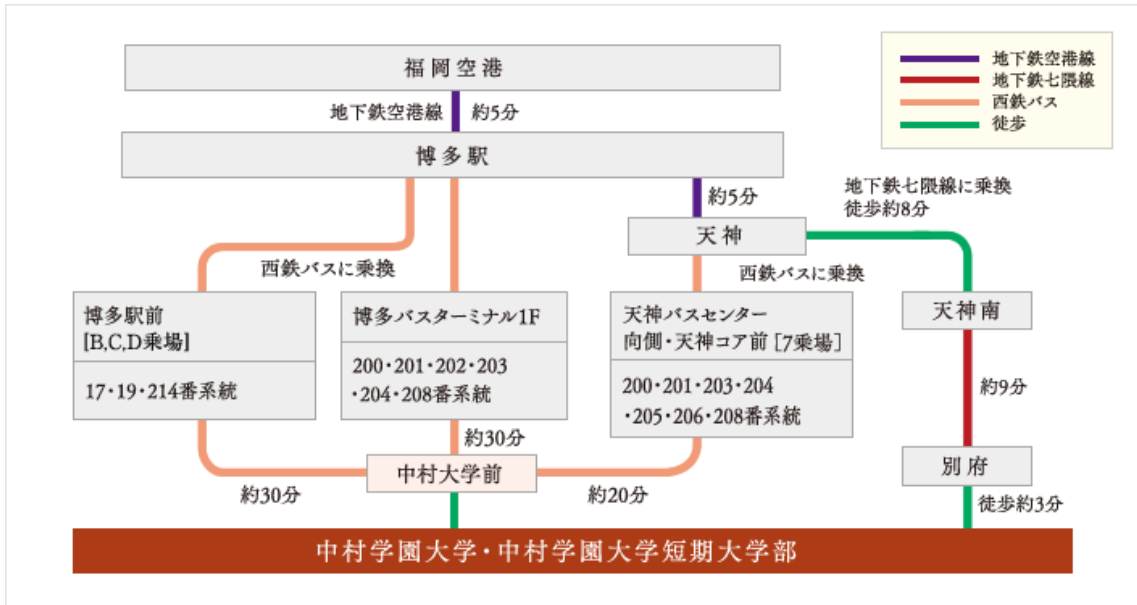 福岡空港
地下鉄空港線
地下鉄七隈線
西鉄バス
徒歩
地下鉄空港線 約5分
博多駅
約5分
地下鉄七隈線に乗換
徒歩約8分
天神
西鉄バスに乗換
西鉄バスに乗換
博多駅前
[B,C,D乗場]
17・19・214番系統
博多バスターミナル1F
200・201・202・203
・204・208番系統
天神バスセンター
向側・天神コア前 [7乗場]
200・201・203・204
・205・206・208番系統
天神南
約9分
別府
約30分
中村大学前
約30分
約20分
徒歩約3分
中村学園大学・中村学園大学短期大学部